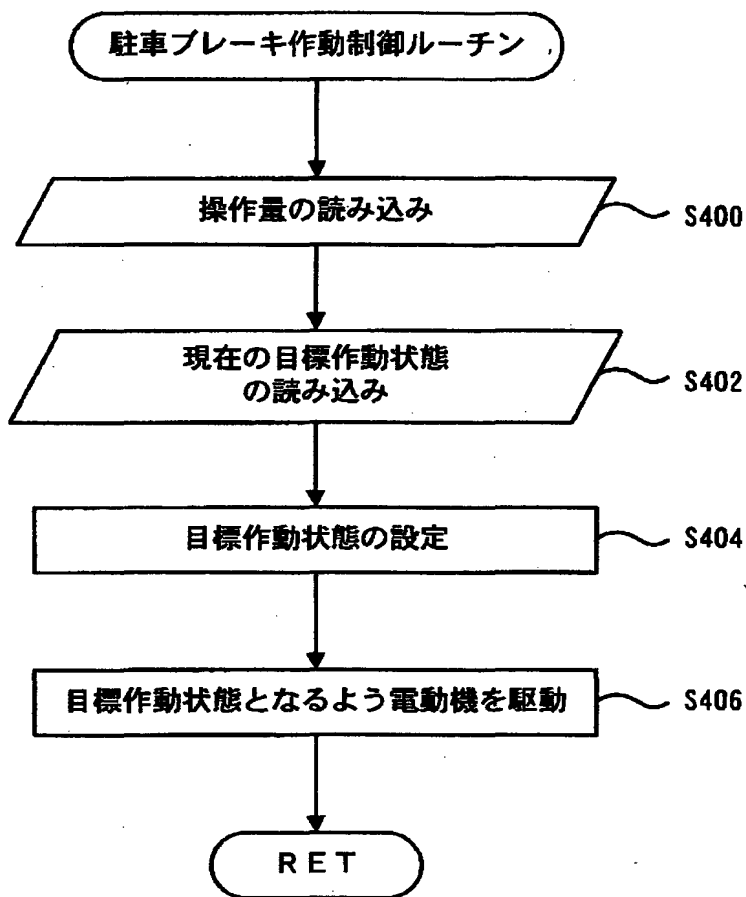 駐車ブレーキ作動制御ルーチン
操作量の読み込み
S400
現在の目標作動状態
の読み込み
S402
目標作動状態の設定
S404
目標作動状態となるよう電動機を駆動
S406
RET